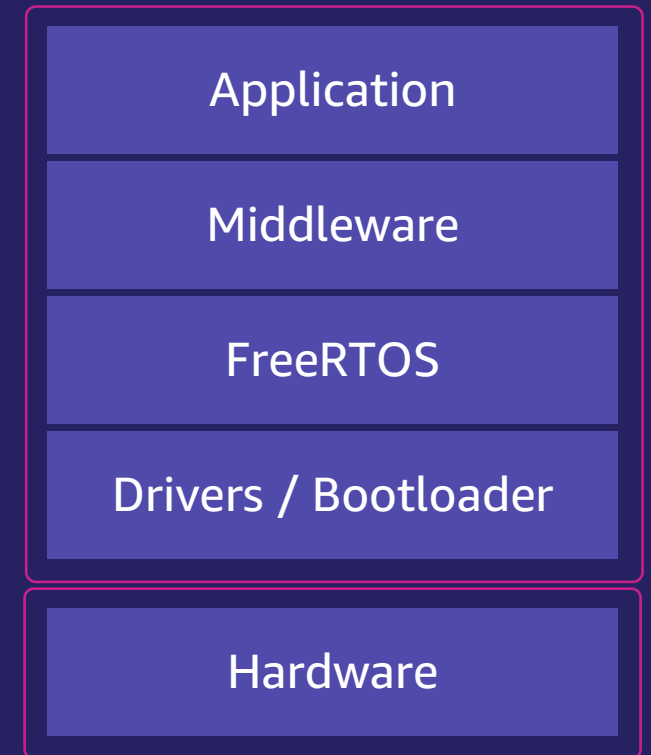 Application
Middleware
FreeRTOS
Drivers / Bootloader
Hardware